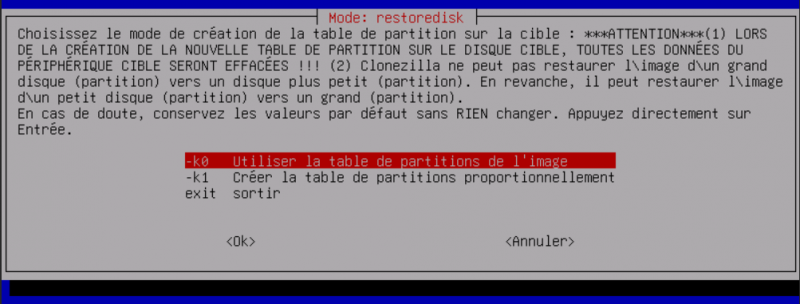 Mode: restoredisk
Choisissez le mode de création de la table de partition sur la cible : ***ATTENTION***(1) LORS
DE LA CRÉATION DE LA NOUVELLE TABLE DE PARTITION SUR LE DISQUE CIBLE, TOUTES LES DONNÉES DU
PÉRIPHÉRIQUE CIBLE SERONT EFFACÉES !!! (2) Clonezilla ne peut pas restaurer l\image d\un grand
disque (partition) vers un disque plus petit (partition). En revanche, il peut restaurer l\image
d\un petit disque (partition) vers un grand (partition).
En cas de doute, conservez les valeurs par défaut sans RIEN changer. Appuyez directement sur
Entrée.
-k0 Utiliser la table de partitions de l'image
-k1 Créer la table de partitions proportionnellement
exit sortir
<Ok> <Annuler>